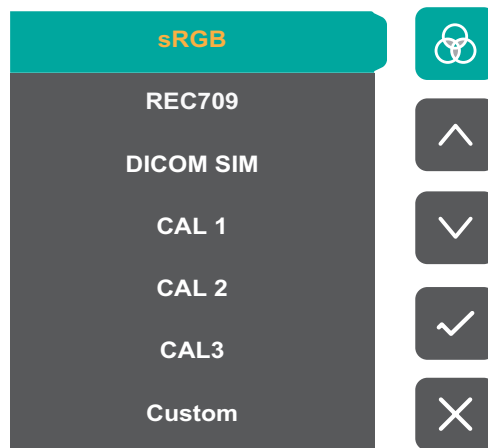 sRGB
REC709
DICOM SIM
CAL 1
CAL 2
CAL3
Custom